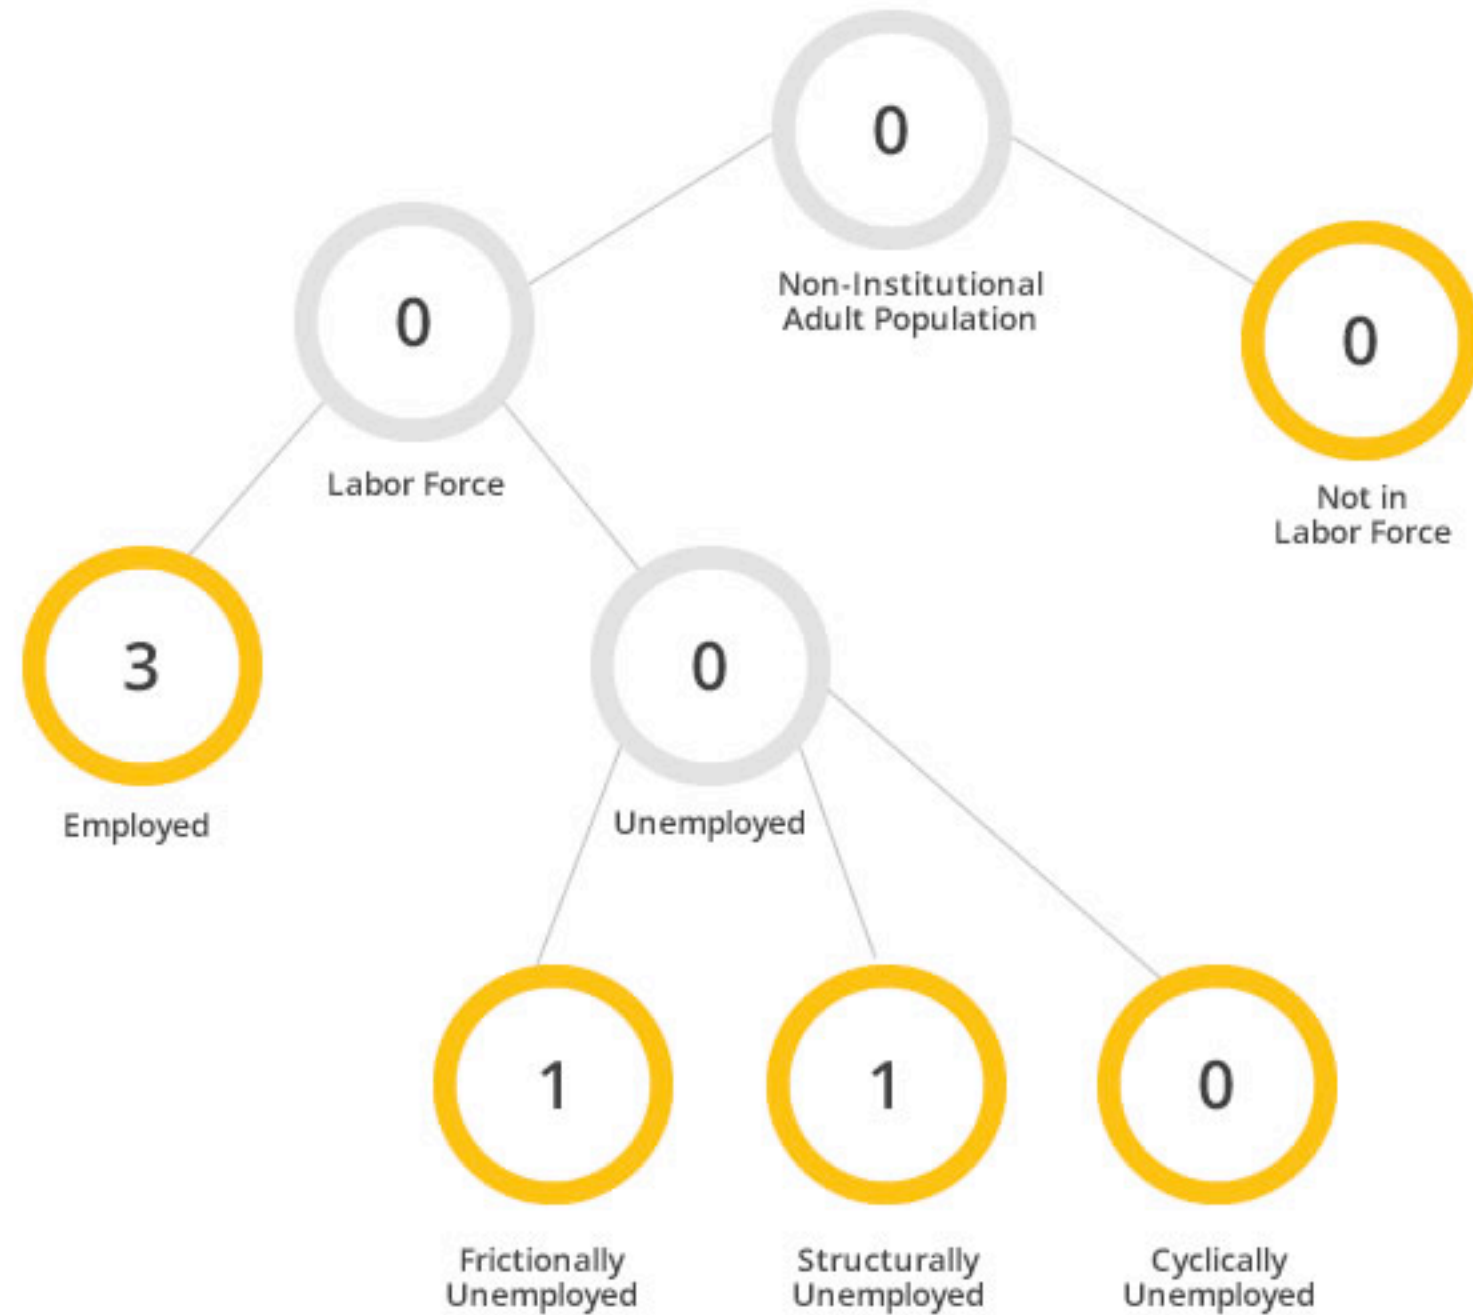 0
Non-Institutional
Adult Population
0
Labor Force
0
Not in
Labor Force
3
Employed
0
Unemployed
1
Frictionally
Unemployed
1
Structurally
Unemployed
0
Cyclically
Unemployed